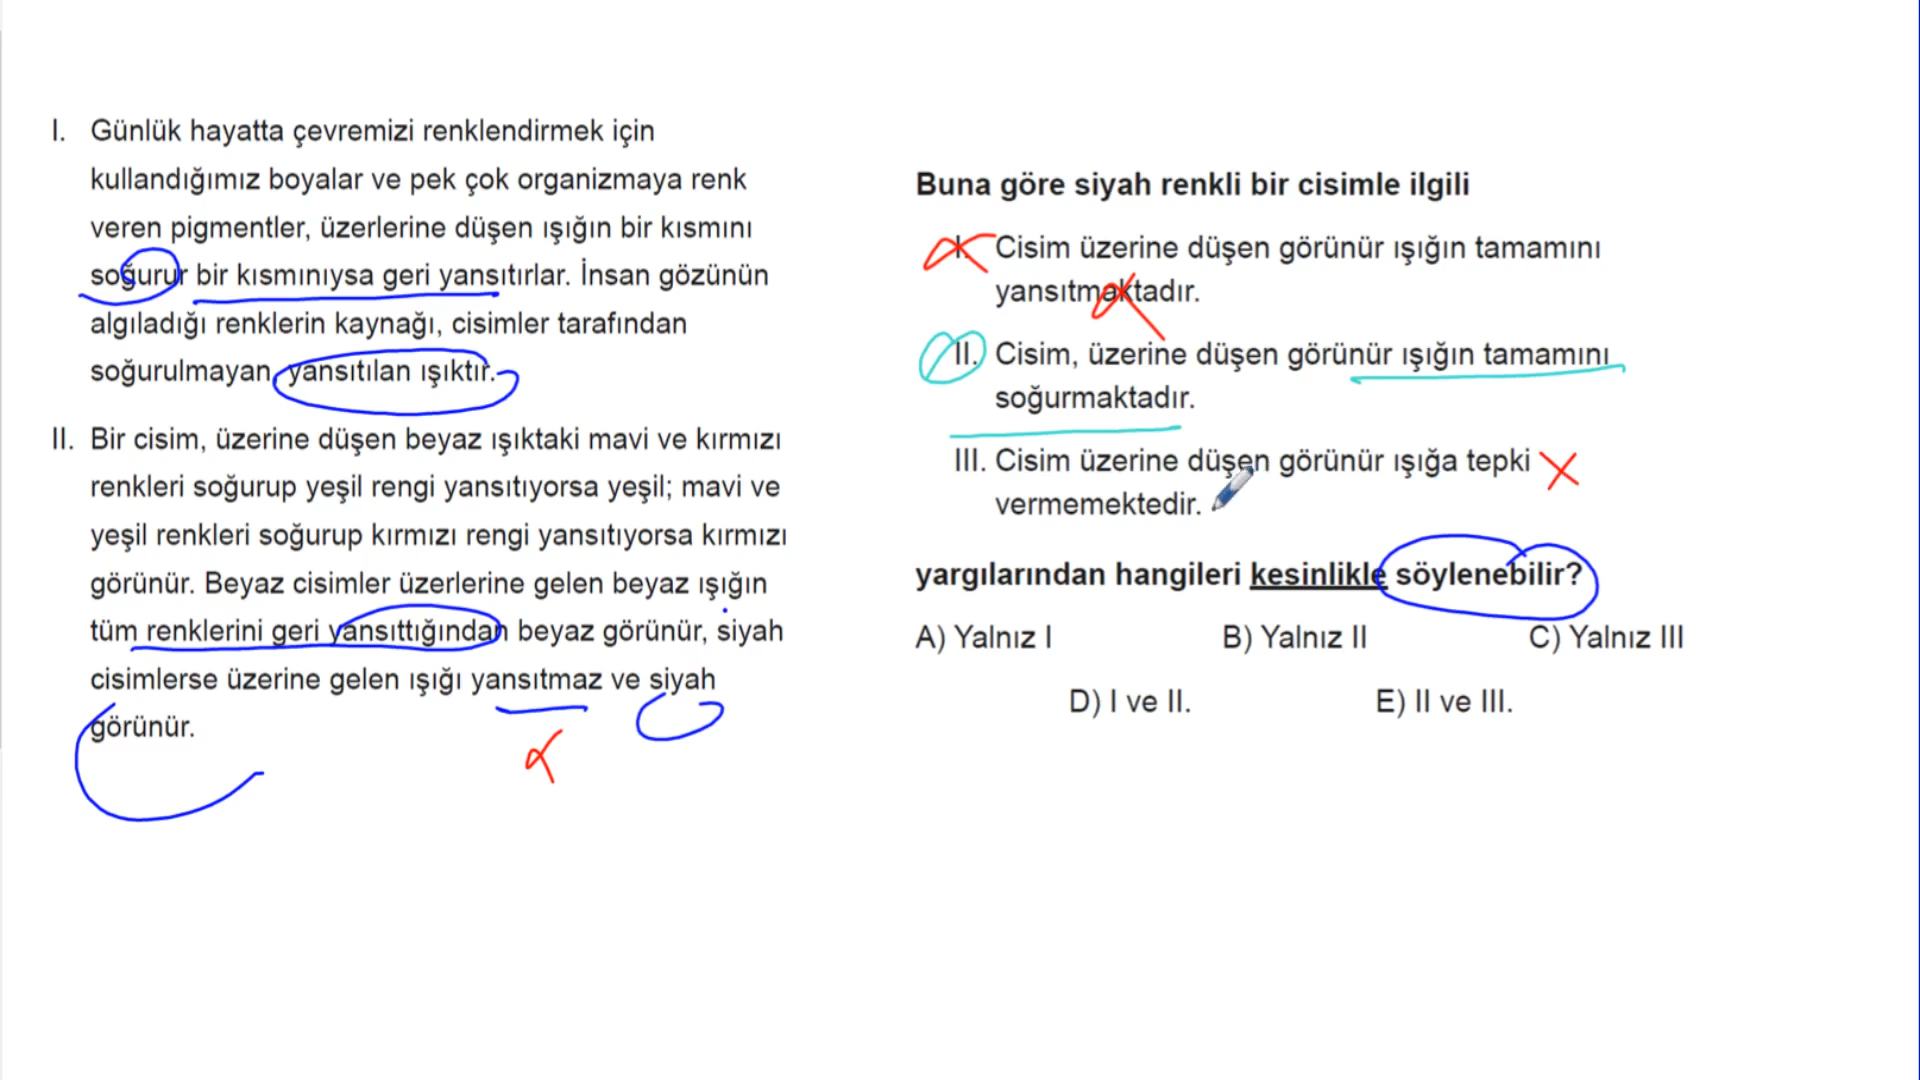 I. Günlük hayatta çevremizi renklendirmek için
kullandığımız boyalar ve pek çok organizmaya renk
veren pigmentler, üzerlerine düşen ışığın bir kısmını
soğurur bir kısmınıysa geri yansıtırlar. İnsan gözünün
algıladığı renklerin kaynağı, cisimler tarafından
soğurulmayan, yansıtılan ışıktır.
II. Bir cisim, üzerine düşen beyaz ışıktaki mavi ve kırmızı
renkleri soğurup yeşil rengi yansıtıyorsa yeşil; mavi ve
yeşil renkleri soğurup kırmızı rengi yansıtıyorsa kırmızı
görünür. Beyaz cisimler üzerlerine gelen beyaz ışığın
tüm renklerini geri yansıttığından beyaz görünür, siyah
cisimlerse üzerine gelen ışığı yansıtmaz ve siyah
görünür.
Buna göre siyah renkli bir cisimle ilgili
I. Cisim üzerine düşen görünür ışığın tamamını
yansıtmaktadır.
II. Cisim, üzerine düşen görünür ışığın tamamını
soğurmaktadır.
III. Cisim üzerine düşen görünür ışığa tepki
vermemektedir.
yargılarından hangileri kesinlikle söylenebilir?
A) Yalnız I B) Yalnız II C) Yalnız III
D) I ve II. E) II ve III.